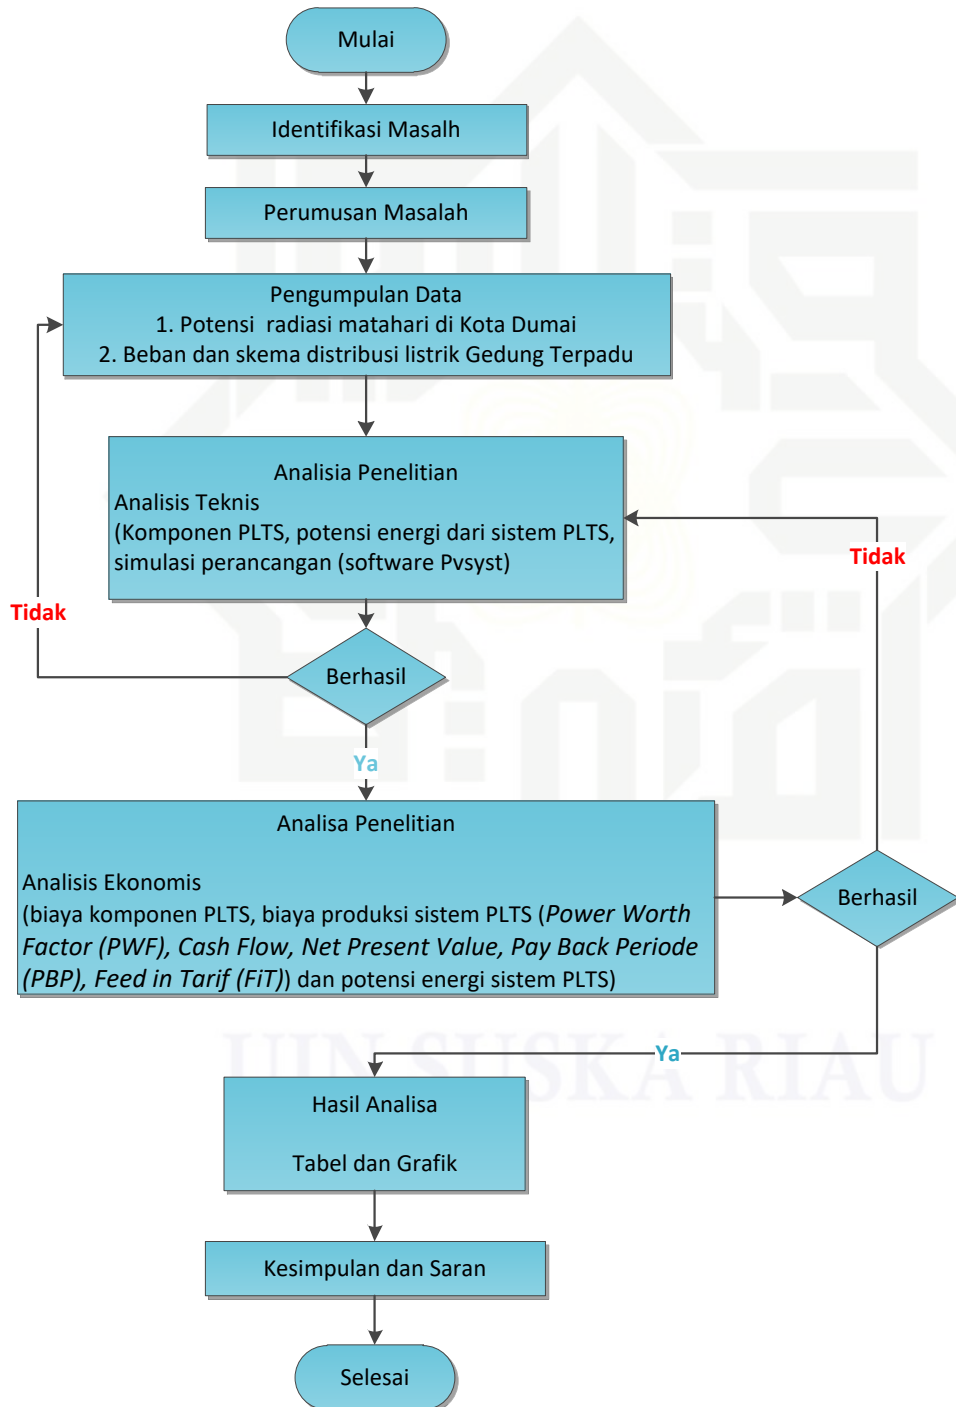 Mulai
Identifikasi Masalh
Perumusan Masalah
Pengumpulan Data
1. Potensi radiasi matahari di Kota Dumai
2. Beban dan skema distribusi listrik Gedung Terpadu
Analisia Penelitian
Analisis Teknis
(Komponen PLTS, potensi energi dari sistem PLTS,
simulasi perancangan (software Pvsyst)
Tidak
Tidak
Berhasil
Ya
Analisa Penelitian
Analisis Ekonomis
(biaya komponen PLTS, biaya produksi sistem PLTS (Power Worth
Factor (PWF), Cash Flow, Net Present Value, Pay Back Periode
(PBP), Feed in Tarif (FiT)) dan potensi energi sistem PLTS)
Berhasil
Ya
UIN SUSKA RIAU
Hasil Analisa
Tabel dan Grafik
Kesimpulan dan Saran
Selesai